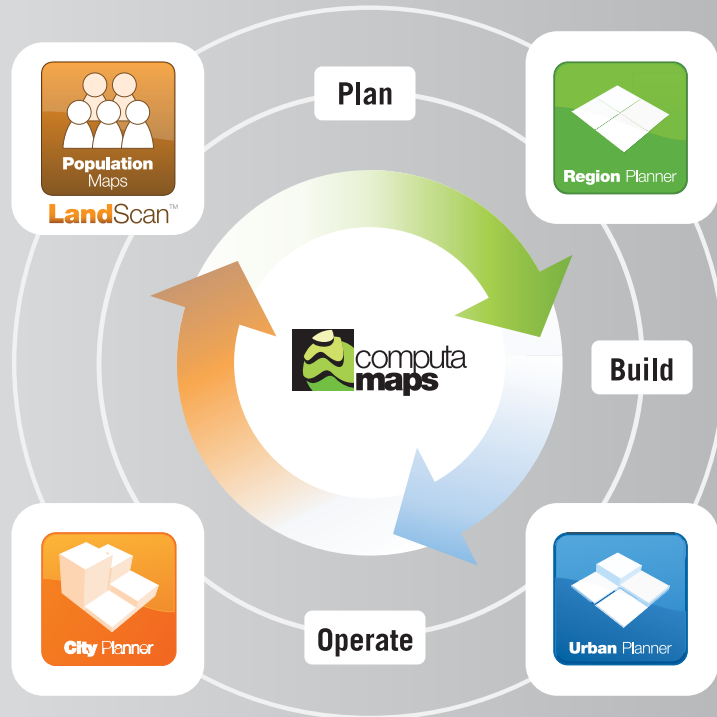 Plan
Population
Maps
LandScan™
Region Planner
computa
maps
Build
City Planner
Operate
Urban Planner